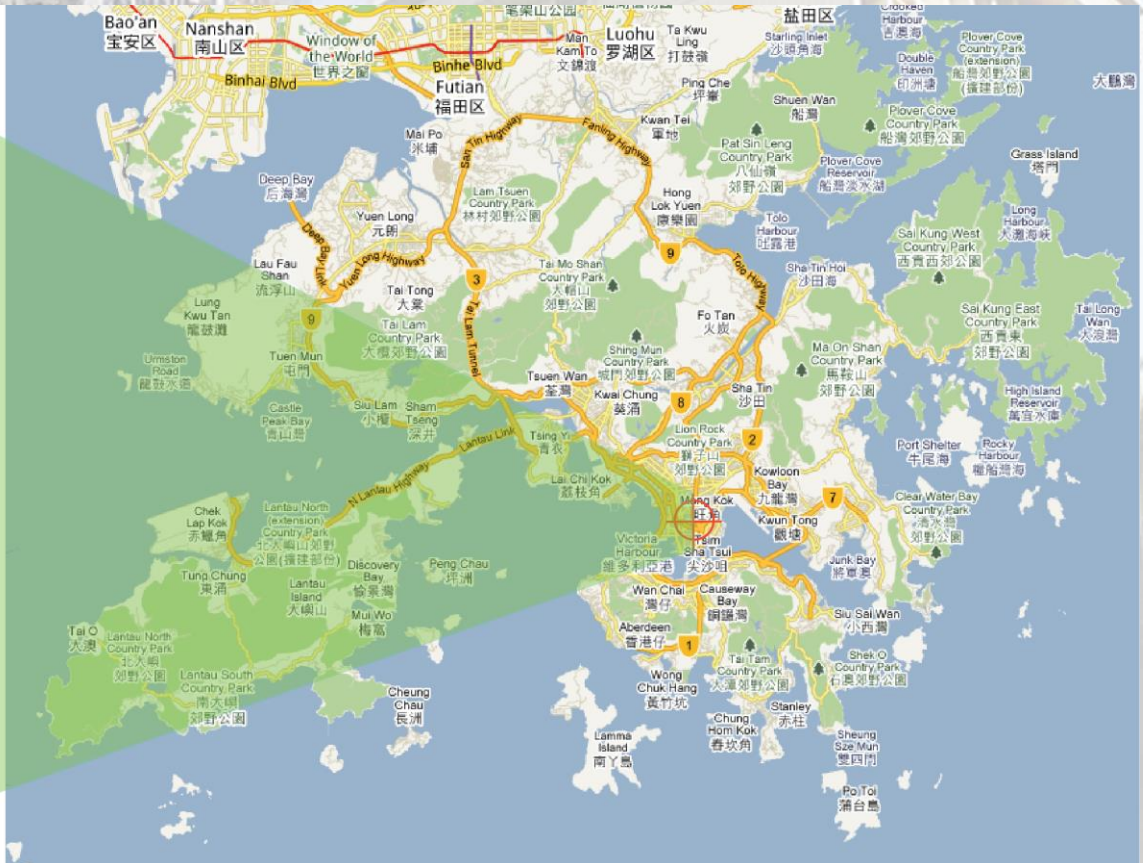 Bao'an
宝安区
Nanshan
南山区
Window of
the World
世界之窗
Binhai Blvd
Binhe Blvd
Futian
福田区
Man
Kam To
文錦渡
Luohu
罗湖区
Ta Kwu
Ling
打鼓嶺
盐田区
Starling Inlet
沙頭角海
Crooked
Harbour
吉澳海
Double
Haven
印洲塘
Plover Cove
Country Park
(extension)
船灣郊野公園
(擴建部份)
大鵬灣
Ping Che
坪輋
Shuen Wan
船灣
Plover Cove
Country Park
船灣郊野公園
Kwan Tei
軍地
Mai Po
米埔
San Tin Highway
Fanling Highway
Pat Sin Leng
Country Park
八仙嶺
郊野公園
Plover Cove
Reservoir
船灣淡水湖
Grass Island
塔門
Deep Bay
后海灣
Lam Tsuen
Country Park
林村郊野公園
Hong
Lok Yuen
康樂園
Yuen Long
元朗
Tolo
Harbour
吐露港
Long
Harbour
大灘海峽
Sai Kung West
Country Park
西貢西郊公園
Deep Bay Link
Yuen Long Highway
9
Tolo Highway
Lau Fau
Shan
流浮山
3
Tai Mo Shan
Country Park
大帽山
郊野公園
Sha Tin Hoi
沙田海
Tai Tong
大棠
Lung
Kwu Tan
龍鼓灘
9
Tai Lam Tunnel
Fo Tan
火炭
Sai Kung East
Country Park
西貢東
郊野公園
Tai Long
Wan
大浪灣
Tai Lam
Country Park
大欖郊野公園
Tuen Mun
屯門
Urmston
Road
龍鼓水道
Shing Mun
Country Park
城門郊野公園
Ma On Shan
Country Park
馬鞍山
郊野公園
Tsuen Wan
荃灣
Kwai Chung
葵涌
Sha Tin
沙田
8
High Island
Reservoir
萬宜水庫
Castle
Peak Bay
青山灣
Siu Lam
小欖
Sham
Tseng
深井
Lantau Link
Tsing Yi
青衣
Lion Rock
Country Park
獅子山
郊野公園
2
Port Shelter
牛尾海
Rocky
Harbour
糧船灣海
N Lantau Highway
Lai Chi Kok
荔枝角
Kowloon
Bay
九龍灣
7
Clear Water Bay
Country Park
清水灣
郊野公園
Mong Kok
旺角
Kwun Tong
觀塘
Chek
Lap Kok
赤鱲角
Lantau North
(extension)
Country Park
北大嶼山郊野
公園(擴建部份)
Victoria
Harbour
維多利亞港
Tsim
Sha Tsui
尖沙咀
Junk Bay
將軍澳
Discovery
Bay
愉景灣
Peng Chau
坪洲
Tung Chung
東涌
Lantau
Island
大嶼山
Wan Chai
灣仔
Causeway
Bay
銅鑼灣
Siu Sai Wan
小西灣
Mui Wo
梅窩
Aberdeen
香港仔
1
Tai O
大澳
Lantau North
Country Park
北大嶼
郊野公園
Tai Tam
Country Park
大潭郊野公園
Shek O
Country Park
石澳郊野公園
Wong
Chuk Hang
黃竹坑
Lantau South
Country Park
南大嶼
郊野公園
Cheung
Chau
長洲
Stanley
赤柱
Chung
Hom Kok
舂坎角
Lamma
Island
南丫島
Sheung
Sze Mun
雙四門
Po Toi
蒲台島